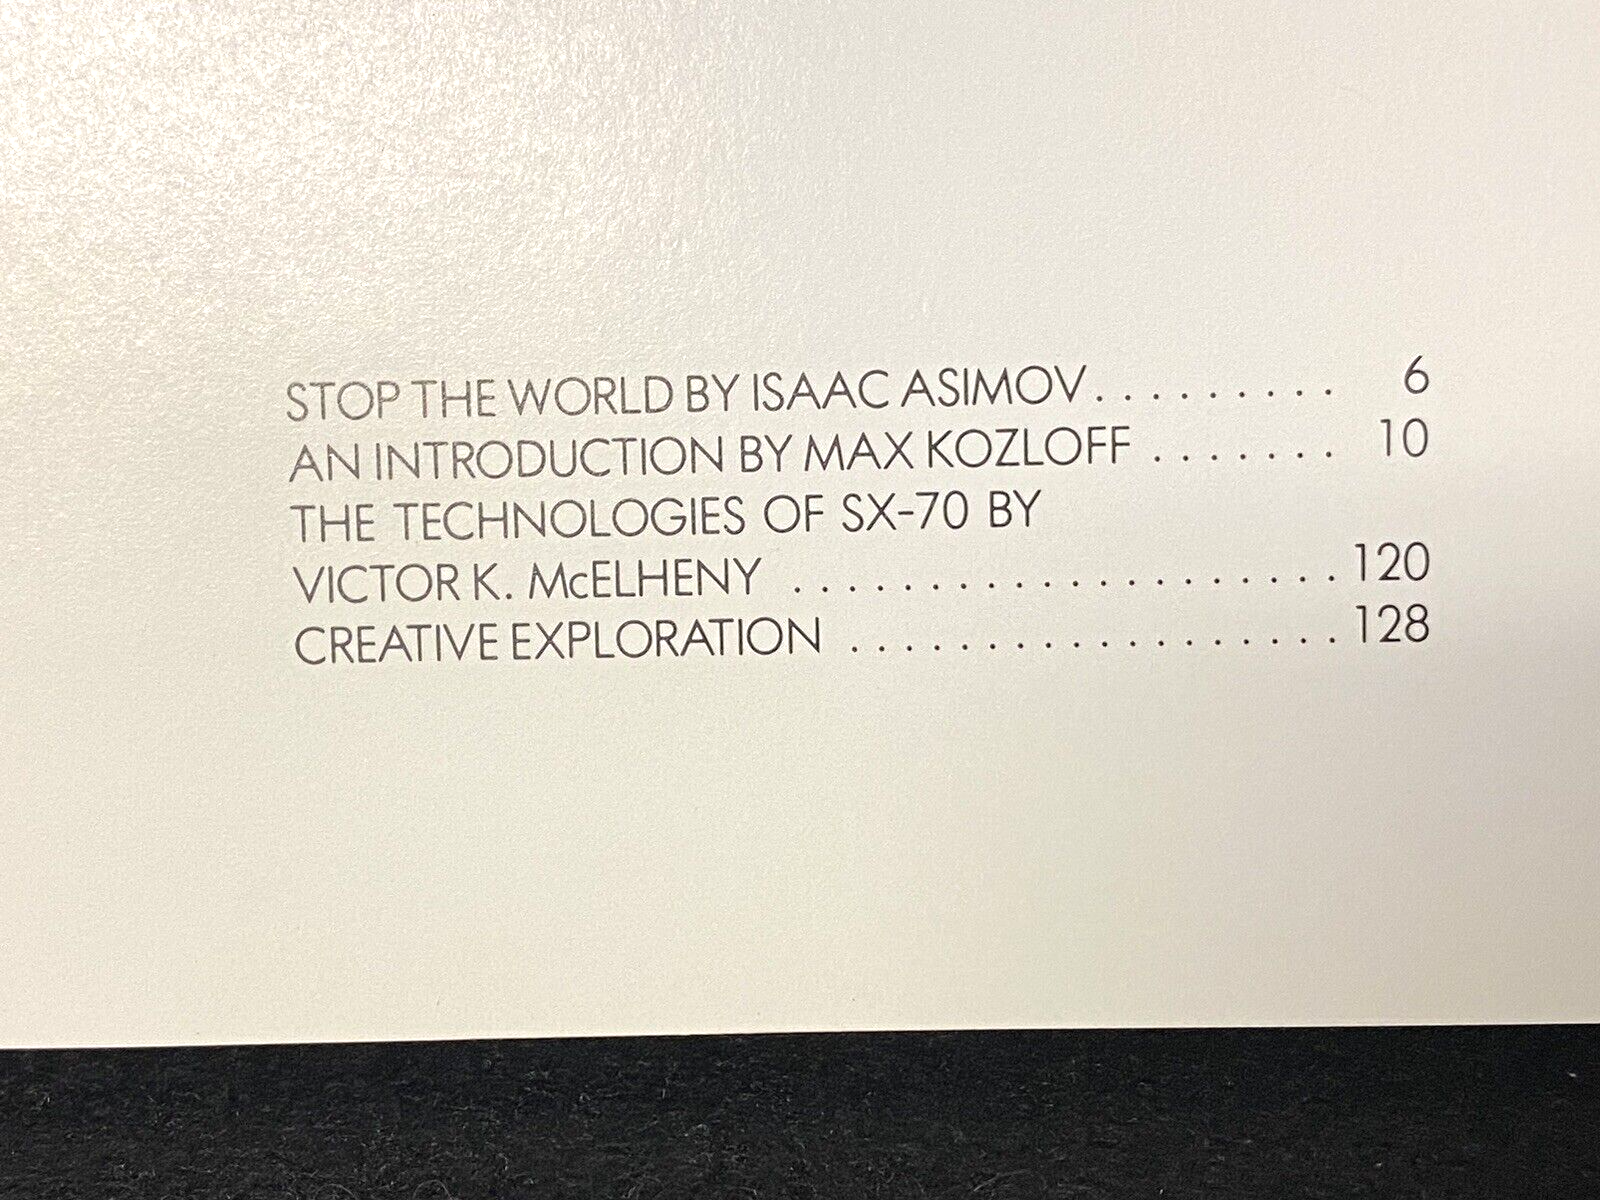 STOP THE WORLD BY ISAAC ASIMOV. . . . . . . . . . 6
AN INTRODUCTION BY MAX KOZLOFF . . . . . . . 10
THE TECHNOLOGIES OF SX-70 BY
VICTOR K. McELHENY . . . . . . . . . . . . . . . . . . . . 120
CREATIVE EXPLORATION . . . . . . . . . . . . . . . . . . 128